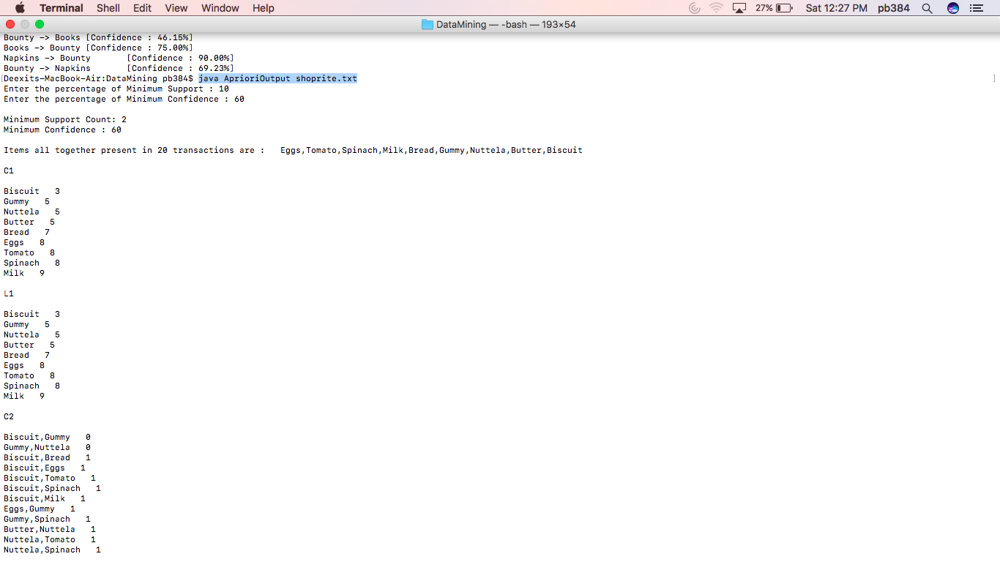 Terminal Shell Edit View Window Help 27% Sat 12:27 PM pb384
DataMining — -bash — 193×54
Bounty -> Books [Confidence : 46.15%]
Books -> Bounty [Confidence : 75.00%]
Napkins -> Bounty [Confidence : 90.00%]
Bounty -> Napkins [Confidence : 69.23%]
[Deexits-MacBook-Air:DataMining pb384$ java AprioriOutput shoprite.txt ]
Enter the percentage of Minimum Support : 10
Enter the percentage of Minimum Confidence : 60
Minimum Support Count: 2
Minimum Confidence : 60
Items all together present in 20 transactions are : Eggs,Tomato,Spinach,Milk,Bread,Gummy,Nuttela,Butter,Biscuit
C1
Biscuit 3
Gummy 5
Nuttela 5
Butter 5
Bread 7
Eggs 8
Tomato 8
Spinach 8
Milk 9
L1
Biscuit 3
Gummy 5
Nuttela 5
Butter 5
Bread 7
Eggs 8
Tomato 8
Spinach 8
Milk 9
C2
Biscuit,Gummy 0
Gummy,Nuttela 0
Biscuit,Bread 1
Biscuit,Eggs 1
Biscuit,Tomato 1
Biscuit,Spinach 1
Biscuit,Milk 1
Eggs,Gummy 1
Gummy,Spinach 1
Butter,Nuttela 1
Nuttela,Tomato 1
Nuttela,Spinach 1